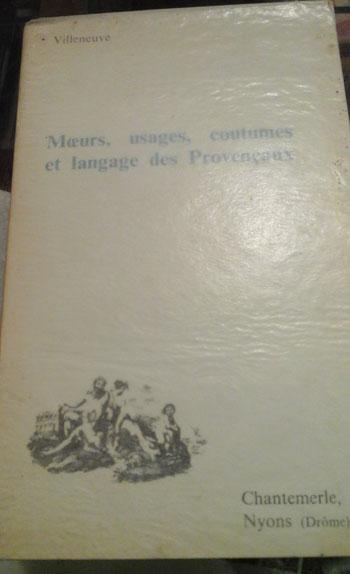 Villeneuve
Mœurs, usages, coutumes
et langage des Provençaux
Chantemerle,
Nyons (Drôme)